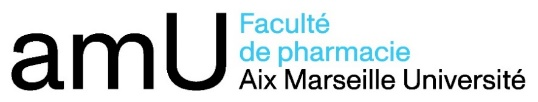 amU
Faculté
de pharmacie
Aix Marseille Université